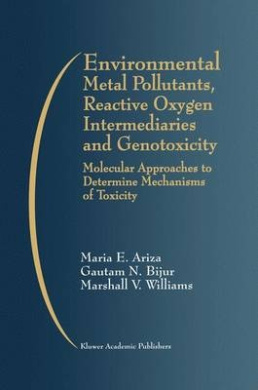 Environmental
Metal Pollutants,
Reactive Oxygen
Intermediaries
and Genotoxicity
Molecular Approaches to
Determine Mechanisms
of Toxicity
Maria E. Ariza
Gautam N. Bijur
Marshall V. Williams
Kluwer Academic Publishers